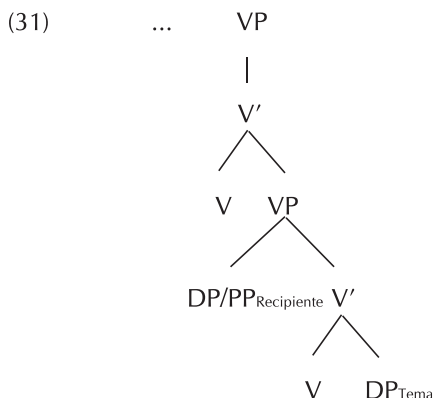 (31) ... VP
V′
V VP
DP/PPRecipiente V′
V DPTema